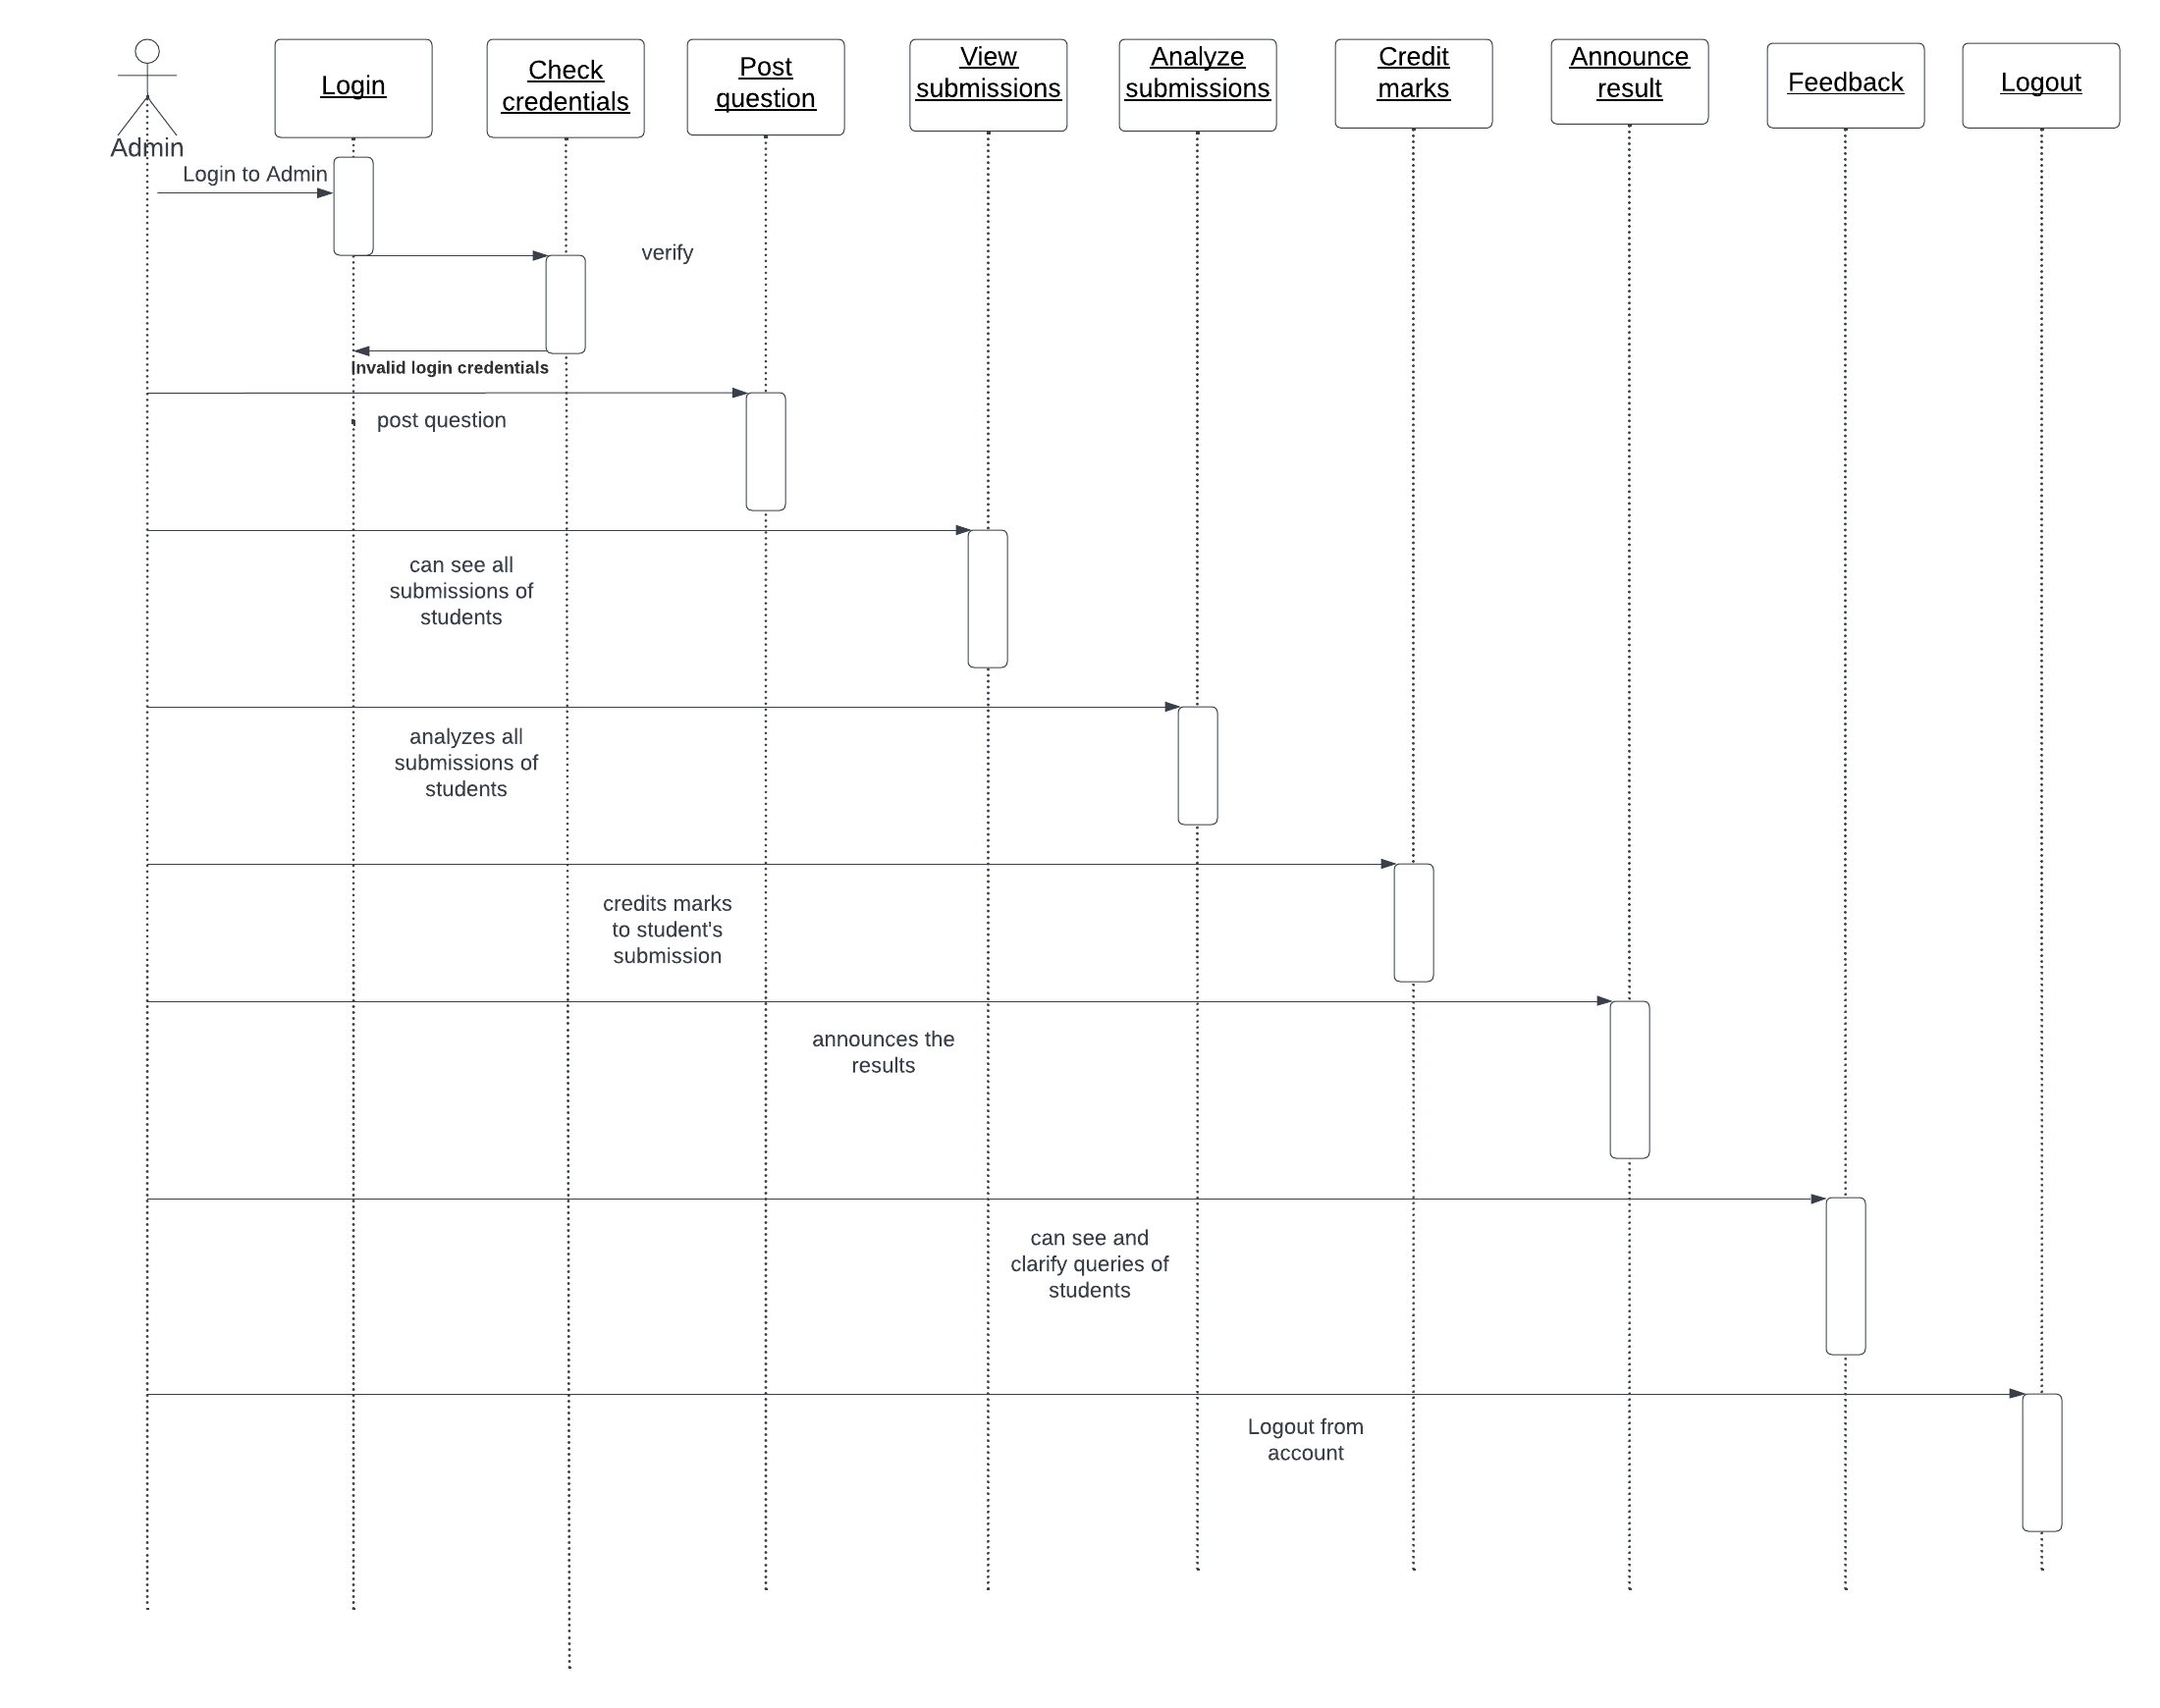 Admin
Login
Check
credentials
Post
question
View
submissions
Analyze
submissions
Credit
marks
Announce
result
Feedback
Logout
Login to Admin
verify
Invalid login credentials
post question
can see all
submissions of
students
analyzes all
submissions of
students
credits marks
to student's
submission
announces the
results
can see and
clarify queries of
students
Logout from
account